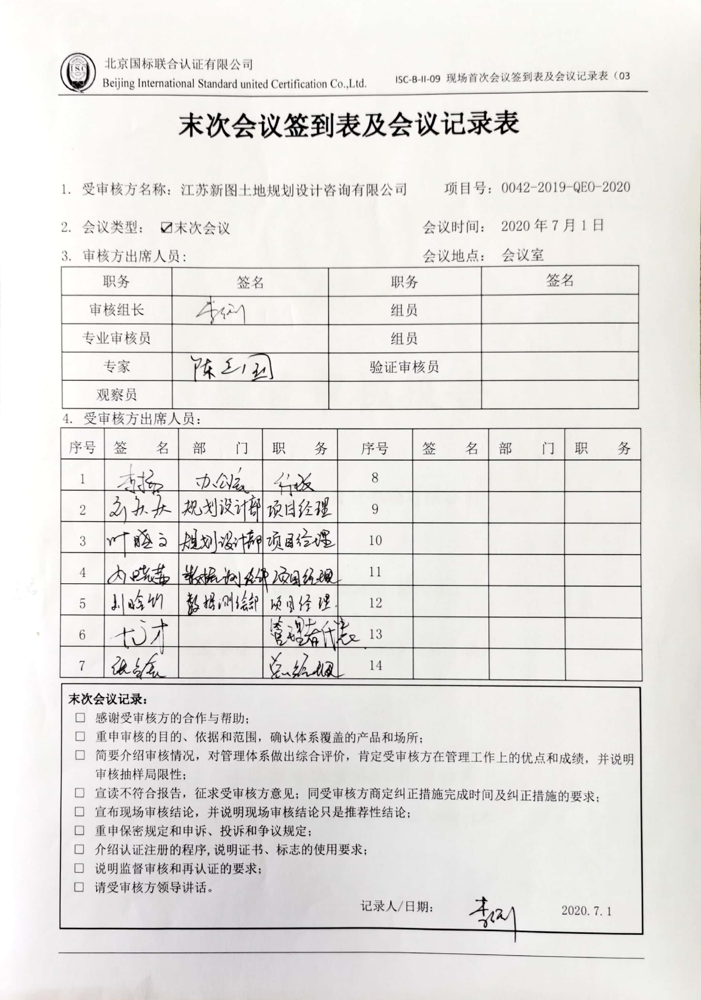 ISC
北京国标联合认证有限公司
Beijing International Standard united Certification Co.,Ltd.
ISC-B-II-09 现场首次会议签到表及会议记录表（03
末次会议签到表及会议记录表
1. 受审核方名称：江苏新图土地规划设计咨询有限公司 项目号：0042-2019-QEO-2020
2. 会议类型： ☑末次会议 会议时间： 2020年7月1日
3. 审核方出席人员： 会议地点： 会议室
职务 签名 职务 签名
审核组长 组员
专业审核员 组员
专家 验证审核员
观察员
4. 受审核方出席人员：
序号 签 名 部 门 职 务 序号 签 名 部 门 职 务
1 李扬 办公室 行政 8
2 规划设计部 项目经理 9
3 叶盛文 规划设计部 项目经理 10
4 数据测绘部 项目经理 11
5 数据测绘部 项目经理 12
6 管理者代表 13
7 总经理 14
末次会议记录：
□ 感谢受审核方的合作与帮助；
□ 重申审核的目的、依据和范围，确认体系覆盖的产品和场所；
□ 简要介绍审核情况，对管理体系做出综合评价，肯定受审核方在管理工作上的优点和成绩，并说明
审核抽样局限性；
□ 宣读不符合报告，征求受审核方意见；同受审核方商定纠正措施完成时间及纠正措施的要求；
□ 宣布现场审核结论，并说明现场审核结论只是推荐性结论；
□ 重申保密规定和申诉、投诉和争议规定；
□ 介绍认证注册的程序,说明证书、标志的使用要求；
□ 说明监督审核和再认证的要求；
□ 请受审核方领导讲话。
记录人/日期： 2020.7.1